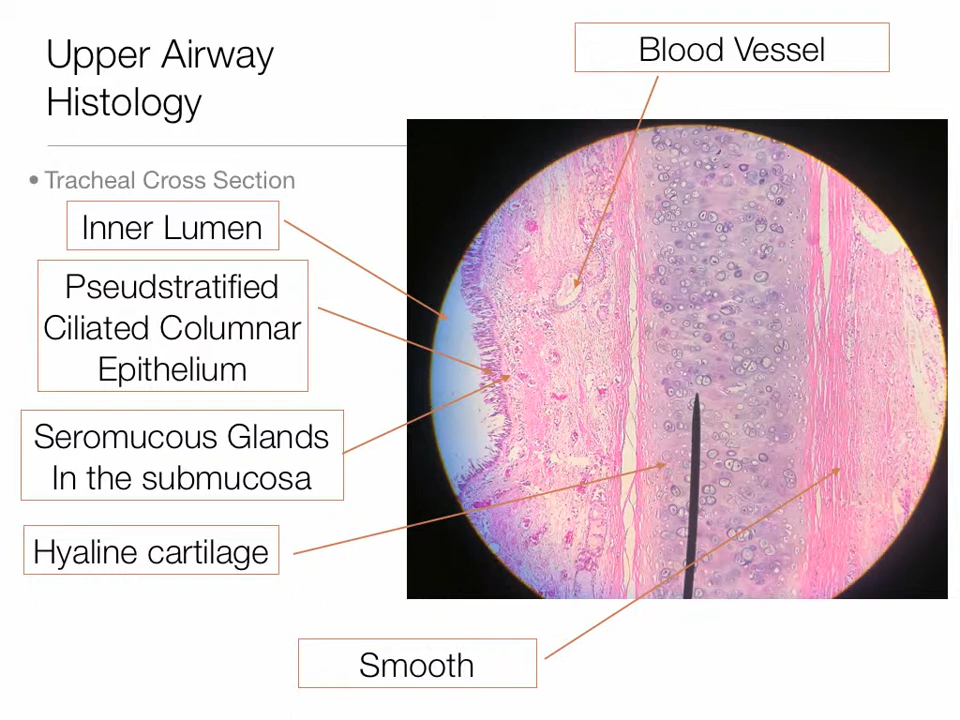 Upper Airway
Histology
• Tracheal Cross Section
Blood Vessel
Inner Lumen
Pseudstratified
Ciliated Columnar
Epithelium
Seromucous Glands
In the submucosa
Hyaline cartilage
Smooth